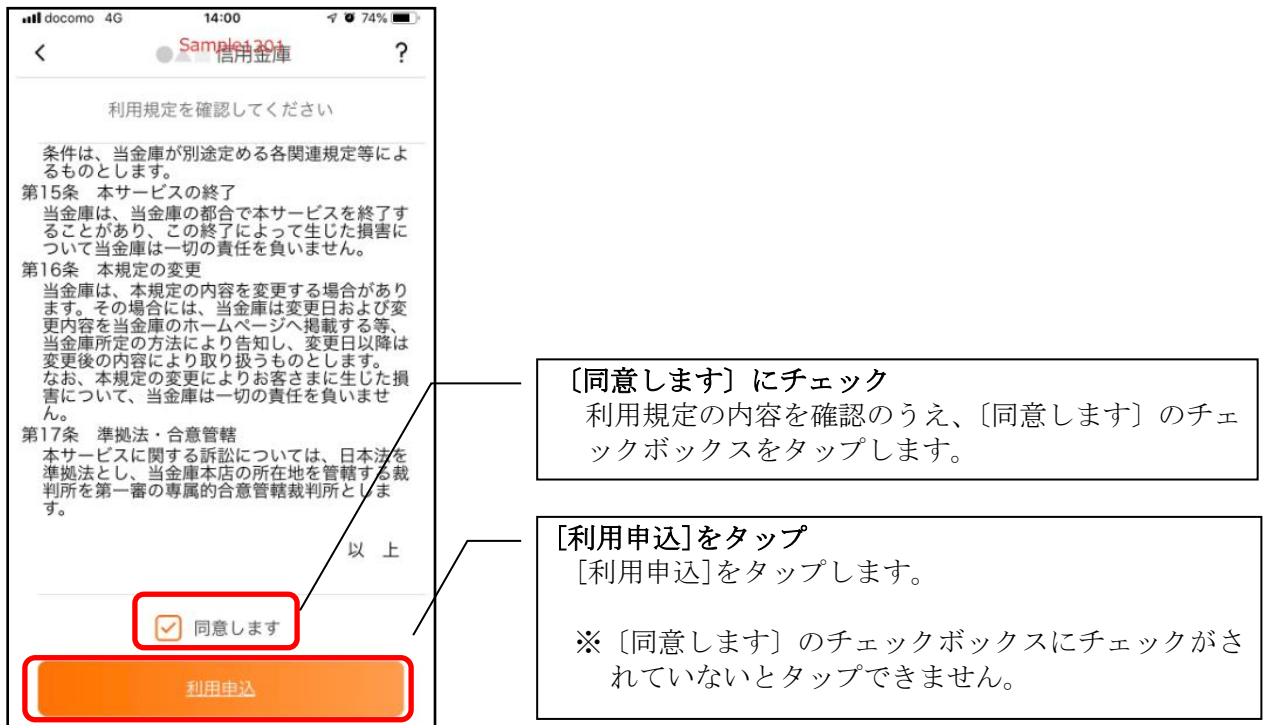 docomo 4G 14:00 74%
Sample1201
信用金庫 ?
利用規定を確認してください
条件は、当金庫が別途定める各関連規定等によ
るものとします。
第15条 本サービスの終了
当金庫は、当金庫の都合で本サービスを終了す
ることがあり、この終了によって生じた損害に
ついて当金庫は一切の責任を負いません。
第16条 本規定の変更
当金庫は、本規定の内容を変更する場合があり
ます。その場合には、当金庫は変更日および変
更内容を当金庫のホームページへ掲載する等、
当金庫所定の方法により告知し、変更日以降は
変更後の内容により取り扱うものとします。
なお、本規定の変更によりお客さまに生じた損
害について、当金庫は一切の責任を負いませ
ん。
第17条 準拠法・合意管轄
本サービスに関する訴訟については、日本法を
準拠法とし、当金庫本店の所在地を管轄する裁
判所を第一審の専属的合意管轄裁判所としま
す。
以 上
同意します
利用申込
〔同意します〕にチェック
利用規定の内容を確認のうえ、〔同意します〕のチェ
ックボックスをタップします。
[利用申込]をタップ
[利用申込]をタップします。
※〔同意します〕のチェックボックスにチェックがさ
れていないとタップできません。